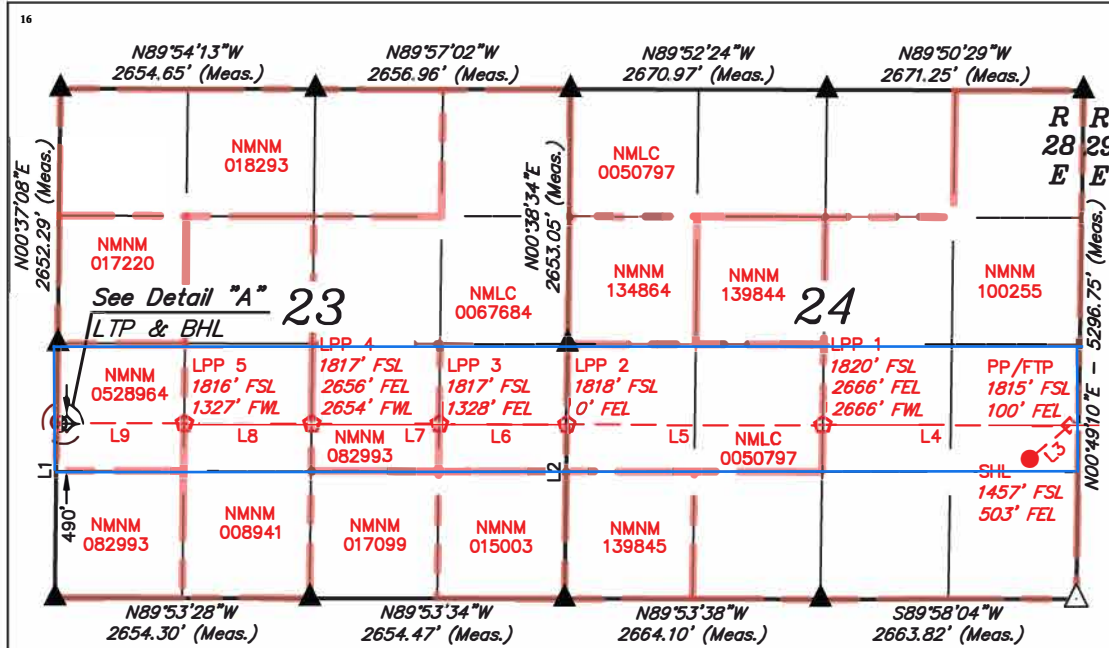 16
N89°54'13"W
2654.65' (Meas.)
N89°57'02"W
2656.96' (Meas.)
N89°52'24"W
2670.97' (Meas.)
N89°50'29"W
2671.25' (Meas.)
R R
28 29
E E
N00°37'08"E
2652.29' (Meas.)
NMNM
018293
N00°38'34"E
2653.05' (Meas.)
NMLC
0050797
N00°49'10"E - 5296.75' (Meas.)
NMNM
017220
NMLC
0067684
NMNM
134864
NMNM
139844
NMNM
100255
See Detail "A"
LTP & BHL
23
24
NMNM
0528964
LPP 5
1816' FSL
1327' FWL
LPP 4
1817' FSL
2656' FEL
2654' FWL
LPP 3
1817' FSL
1328' FEL
LPP 2
1818' FSL
0' FEL
LPP 1
1820' FSL
2666' FEL
2666' FWL
PP/FTP
1815' FSL
100' FEL
L9
L8
L7
L6
L5
L4
L3
NMNM
082993
NMLC
0050797
L1
L2
SHL
1457' FSL
503' FEL
490'
NMNM
082993
NMNM
008941
NMNM
017099
NMNM
015003
NMNM
139845
N89°53'28"W
2654.30' (Meas.)
N89°53'34"W
2654.47' (Meas.)
N89°53'38"W
2664.10' (Meas.)
S89°58'04"W
2663.82' (Meas.)